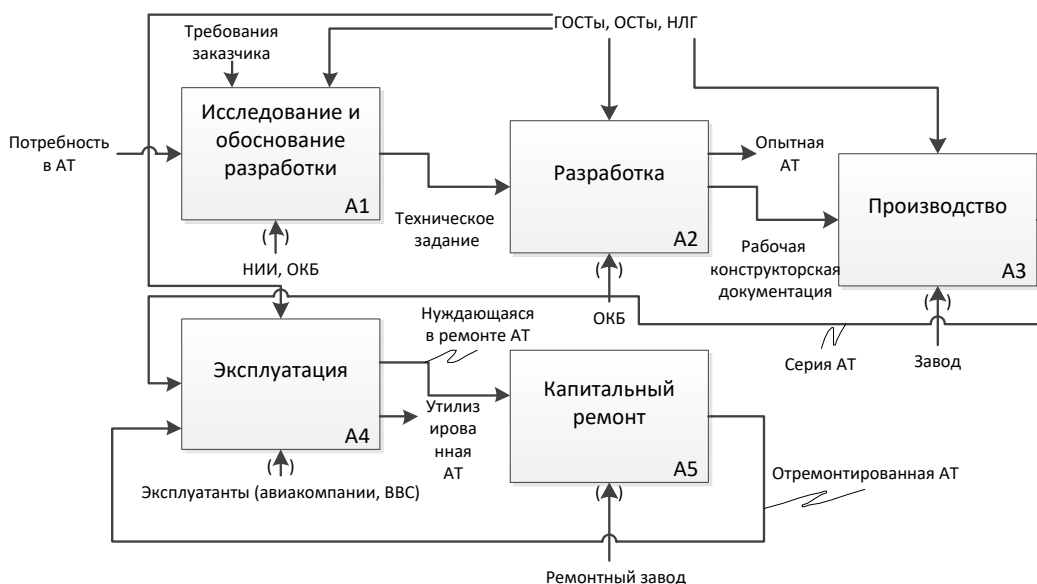 ГОСТы, ОСТы, НЛГ
Требования
заказчика
Потребность
в АТ
Исследование и
обоснование
разработки
A1
НИИ, ОКБ
Техническое
задание
Разработка
A2
ОКБ
Опытная
АТ
Рабочая
конструкторская
документация
Производство
A3
Завод
Серия АТ
Эксплуатация
A4
Эксплуатанты (авиакомпании, ВВС)
Нуждающаяся
в ремонте АТ
Утилиз
ирова
нная
АТ
Капитальный
ремонт
A5
Ремонтный завод
Отремонтированная АТ